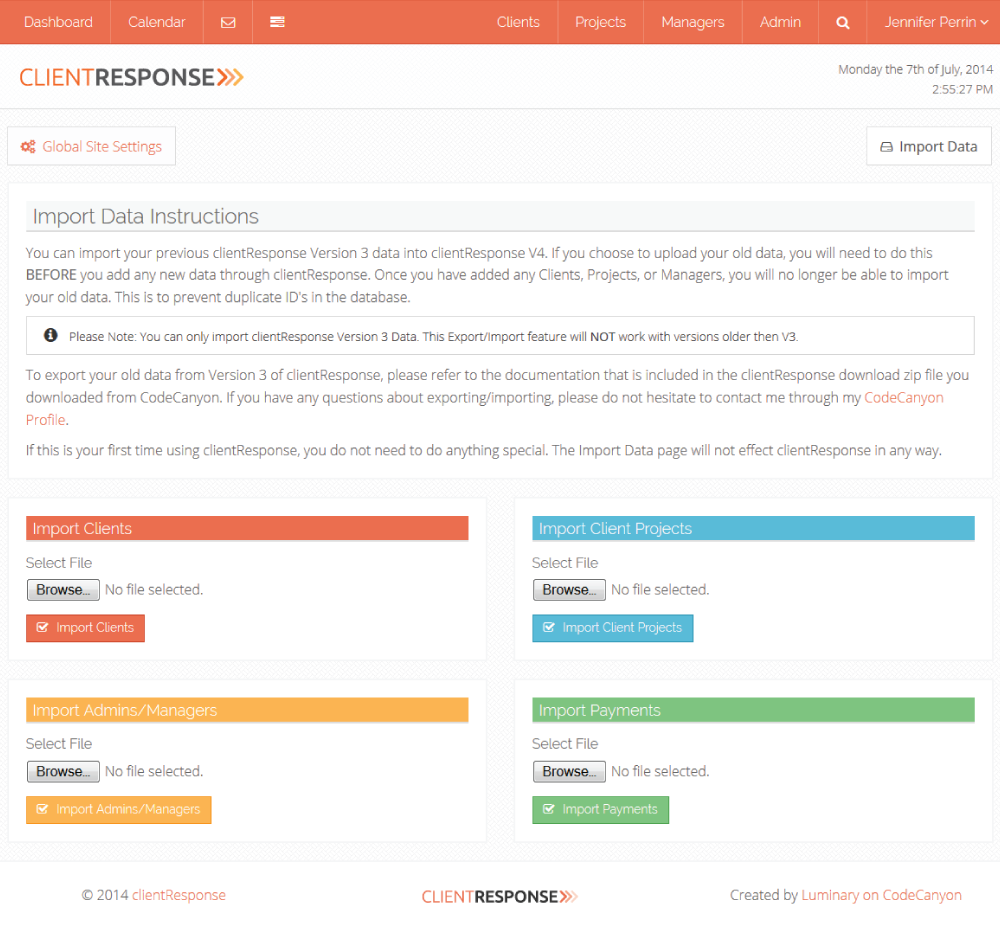 Dashboard Calendar Clients Projects Managers Admin Jennifer Perrin
CLIENTRESPONSE
Monday the 7th of July, 2014
2:55:27 PM
Global Site Settings
Import Data
Import Data Instructions
You can import your previous clientResponse Version 3 data into clientResponse V4. If you choose to upload your old data, you will need to do this
BEFORE you add any new data through clientResponse. Once you have added any Clients, Projects, or Managers, you will no longer be able to import
your old data. This is to prevent duplicate ID's in the database.
Please Note: You can only import clientResponse Version 3 Data. This Export/Import feature will NOT work with versions older then V3.
To export your old data from Version 3 of clientResponse, please refer to the documentation that is included in the clientResponse download zip file you
downloaded from CodeCanyon. If you have any questions about exporting/importing, please do not hesitate to contact me through my CodeCanyon
Profile.
If this is your first time using clientResponse, you do not need to do anything special. The Import Data page will not effect clientResponse in any way.
Import Clients
Select File
Browse... No file selected.
Import Clients
Import Client Projects
Select File
Browse... No file selected.
Import Client Projects
Import Admins/Managers
Select File
Browse... No file selected.
Import Admins/Managers
Import Payments
Select File
Browse... No file selected.
Import Payments
© 2014 clientResponse
CLIENTRESPONSE
Created by Luminary on CodeCanyon